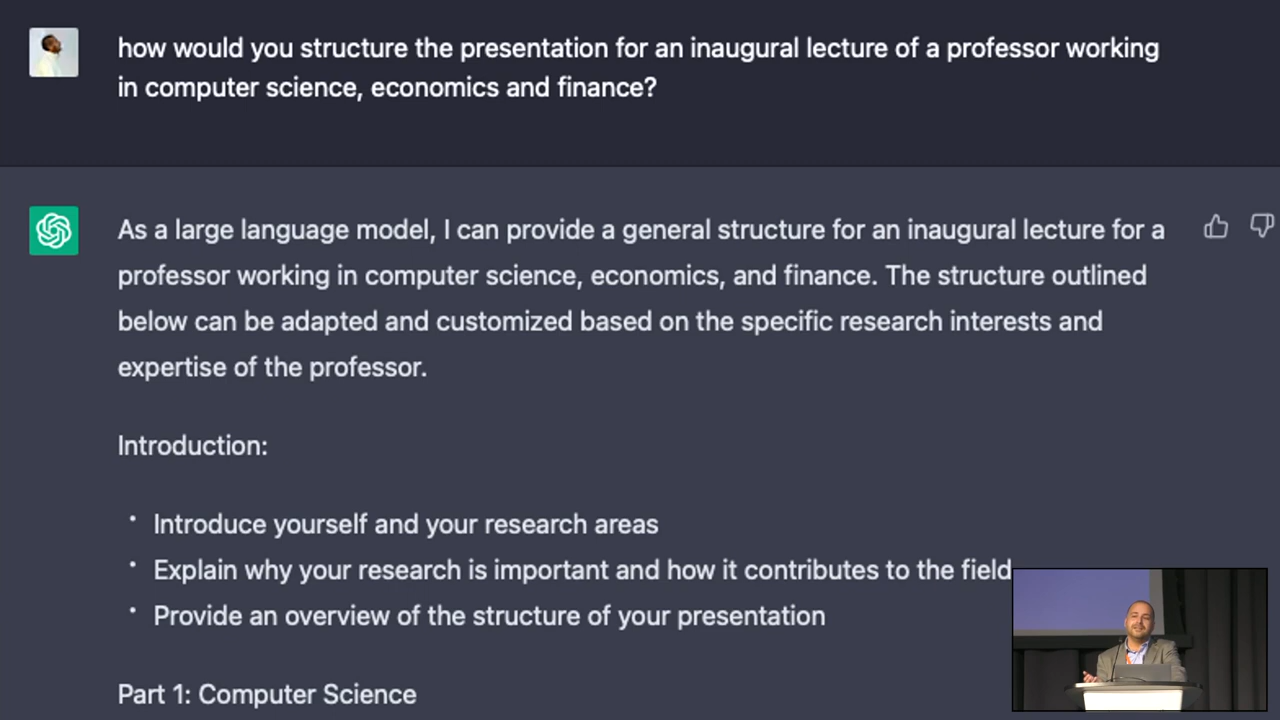 how would you structure the presentation for an inaugural lecture of a professor working
in computer science, economics and finance?
As a large language model, I can provide a general structure for an inaugural lecture for a
professor working in computer science, economics, and finance. The structure outlined
below can be adapted and customized based on the specific research interests and
expertise of the professor.
Introduction:
• Introduce yourself and your research areas
• Explain why your research is important and how it contributes to the field
• Provide an overview of the structure of your presentation
Part 1: Computer Science